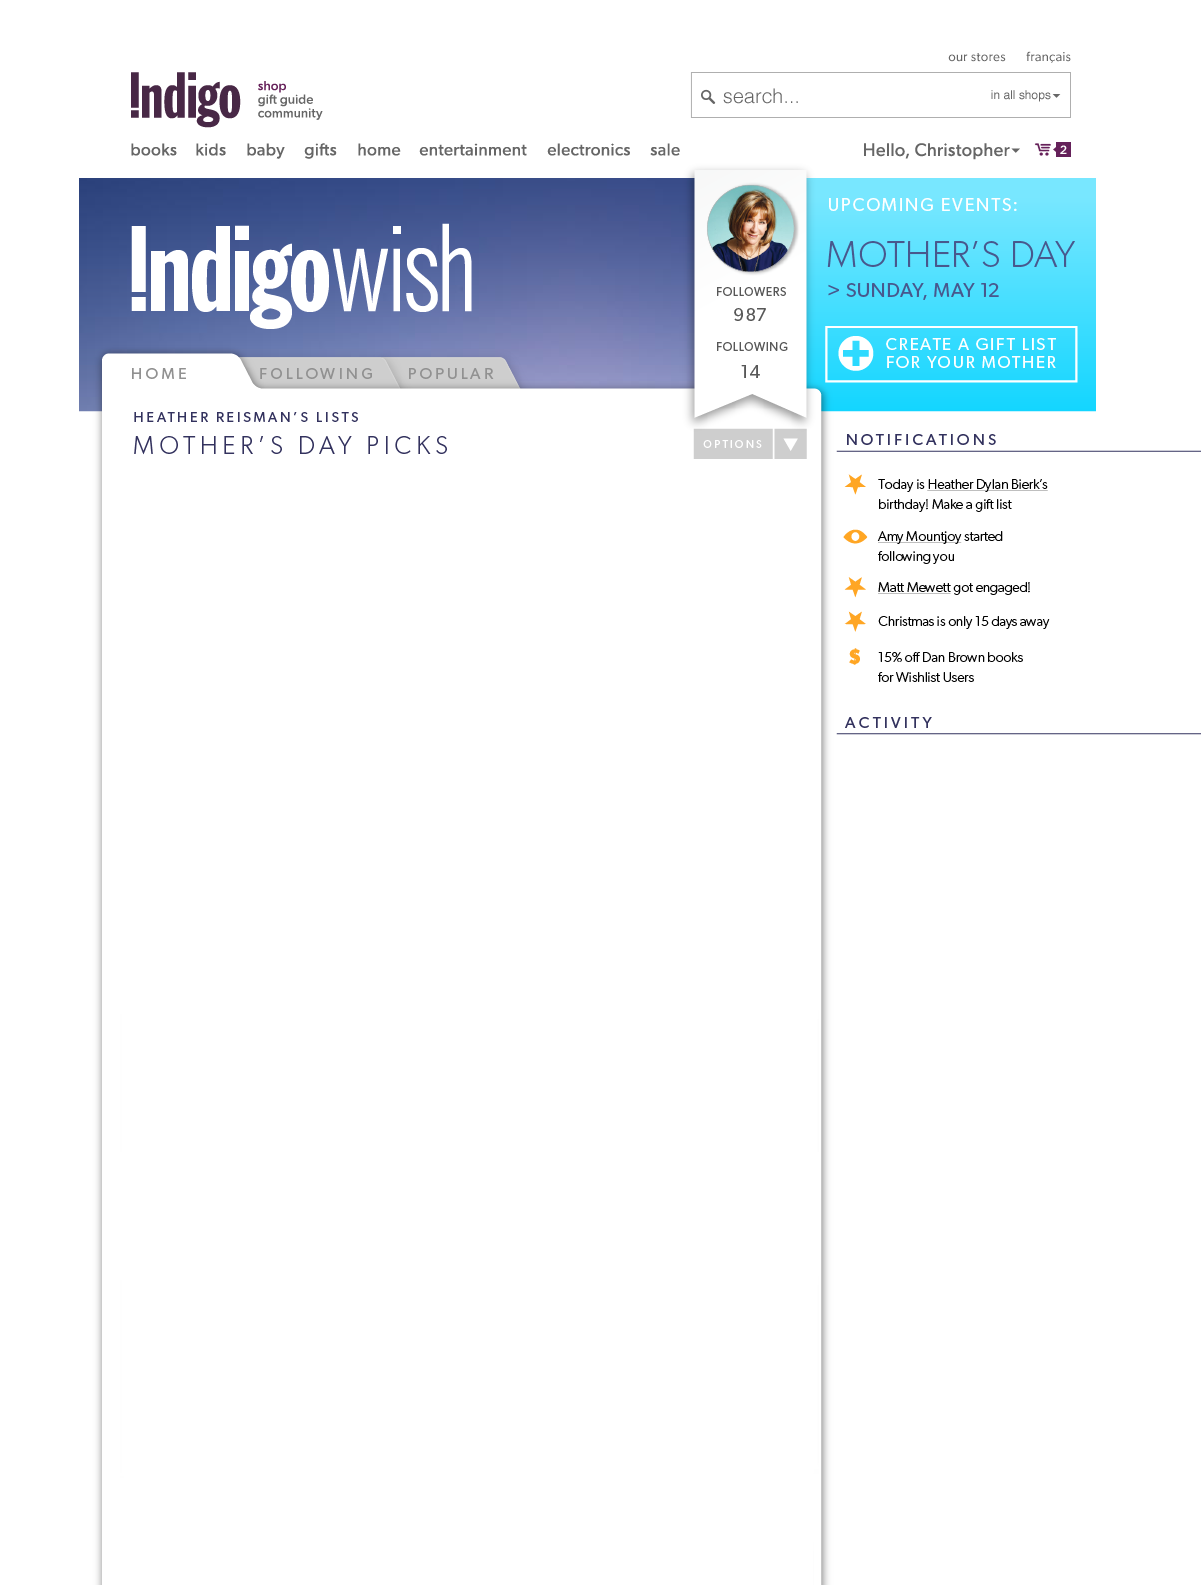 our stores français
!ndigo
shop
gift guide
community
search...
in all shops
books kids baby gifts home entertainment electronics sale
Hello, Christopher
2
!ndigowish
FOLLOWERS
987
FOLLOWING
14
UPCOMING EVENTS:
MOTHER'S DAY
> SUNDAY, MAY 12
CREATE A GIFT LIST
FOR YOUR MOTHER
HOME FOLLOWING POPULAR
HEATHER REISMAN'S LISTS
MOTHER'S DAY PICKS
OPTIONS
NOTIFICATIONS
Today is Heather Dylan Bierk's
birthday! Make a gift list
Amy Mountjoy started
following you
Matt Mewett got engaged!
Christmas is only 15 days away
$
15% off Dan Brown books
for Wishlist Users
ACTIVITY